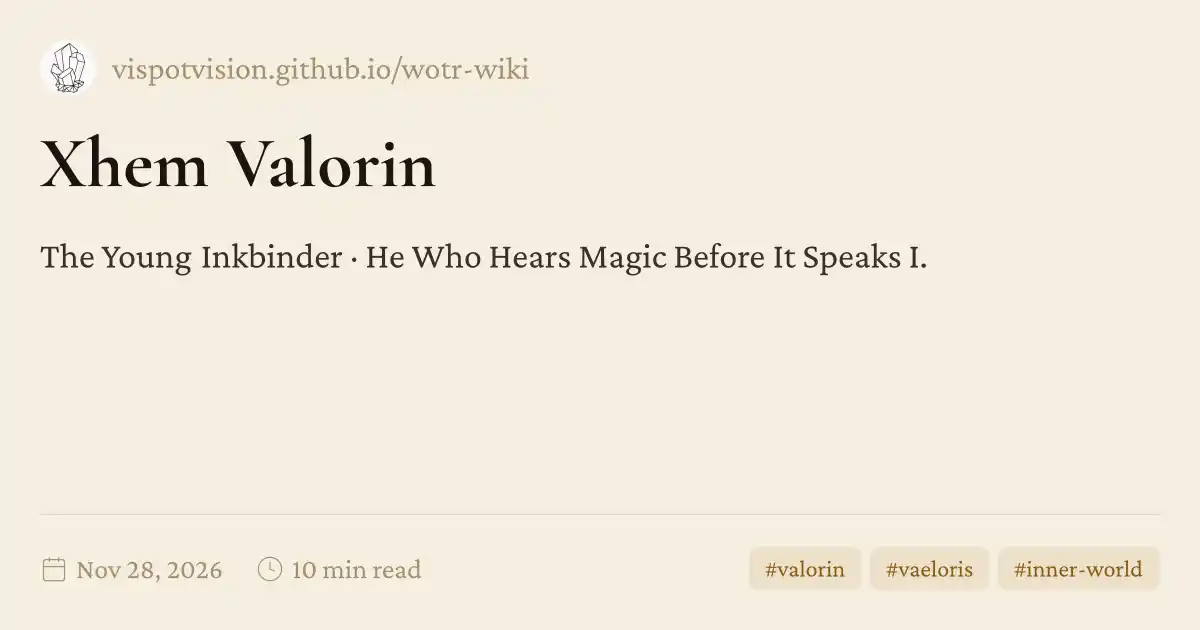 vispotvision.github.io/wotr-wiki
Xhem Valorin
The Young Inkbinder · He Who Hears Magic Before It Speaks I.
Nov 28, 2026 10 min read #valorin #vaeloris #inner-world